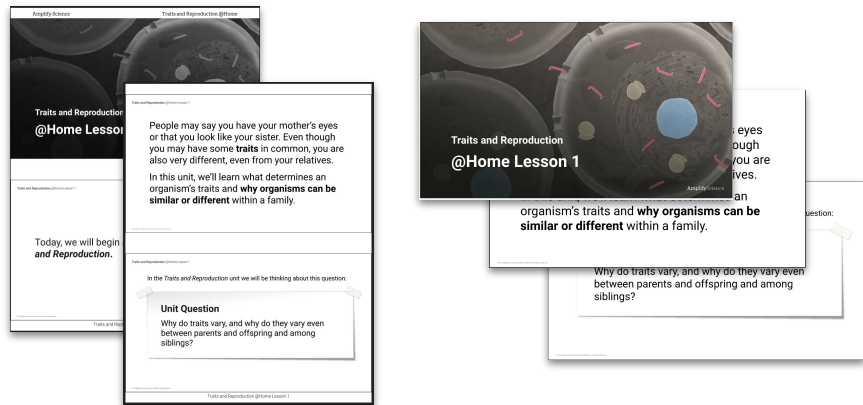 Amplify Science
Traits and Reproduction @Home
Traits and Reproduction
@Home Lesso
Traits and Reproduction @Home Lesson 1
Today, we will begin
and Reproduction.
Traits and Rep
Traits and Reproduction @Home Lesson 1
People may say you have your mother's eyes
or that you look like your sister. Even though
you may have some traits in common, you are
also very different, even from your relatives.
In this unit, we'll learn what determines an
organism's traits and why organisms can be
similar or different within a family.
Traits and Reproduction @Home Lesson 1
In the Traits and Reproduction unit we will be thinking about this question:
Unit Question
Why do traits vary, and why do they vary even
between parents and offspring and among
siblings?
Traits and Reproduction @Home Lesson 1
Traits and Reproduction
@Home Lesson 1
Amplify Science
eyes
ough
you are
ives.
an
organism's traits and why organisms can be
similar or different within a family.
uestion:
Why do traits vary, and why do they vary even
between parents and offspring and among
siblings?